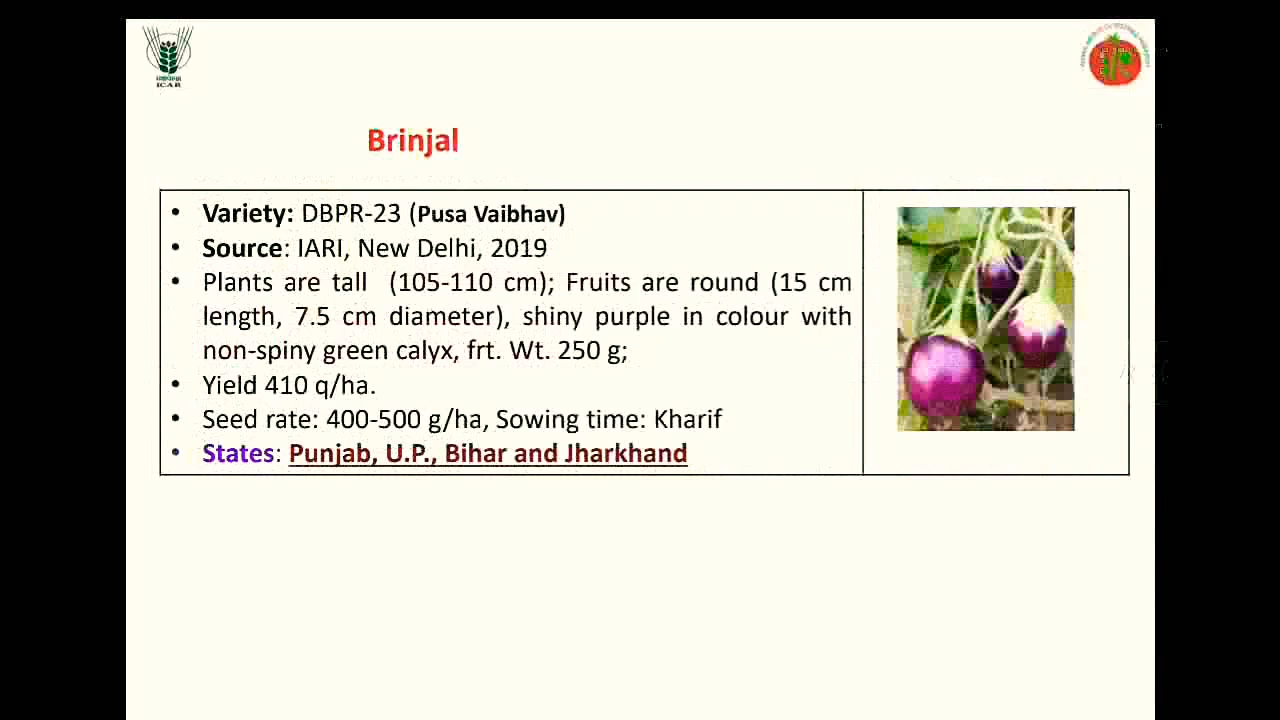 ICAR
Brinjal
• Variety: DBPR-23 (Pusa Vaibhav)
• Source: IARI, New Delhi, 2019
• Plants are tall (105-110 cm); Fruits are round (15 cm
length, 7.5 cm diameter), shiny purple in colour with
non-spiny green calyx, frt. Wt. 250 g;
• Yield 410 q/ha.
• Seed rate: 400-500 g/ha, Sowing time: Kharif
• States: Punjab, U.P., Bihar and Jharkhand